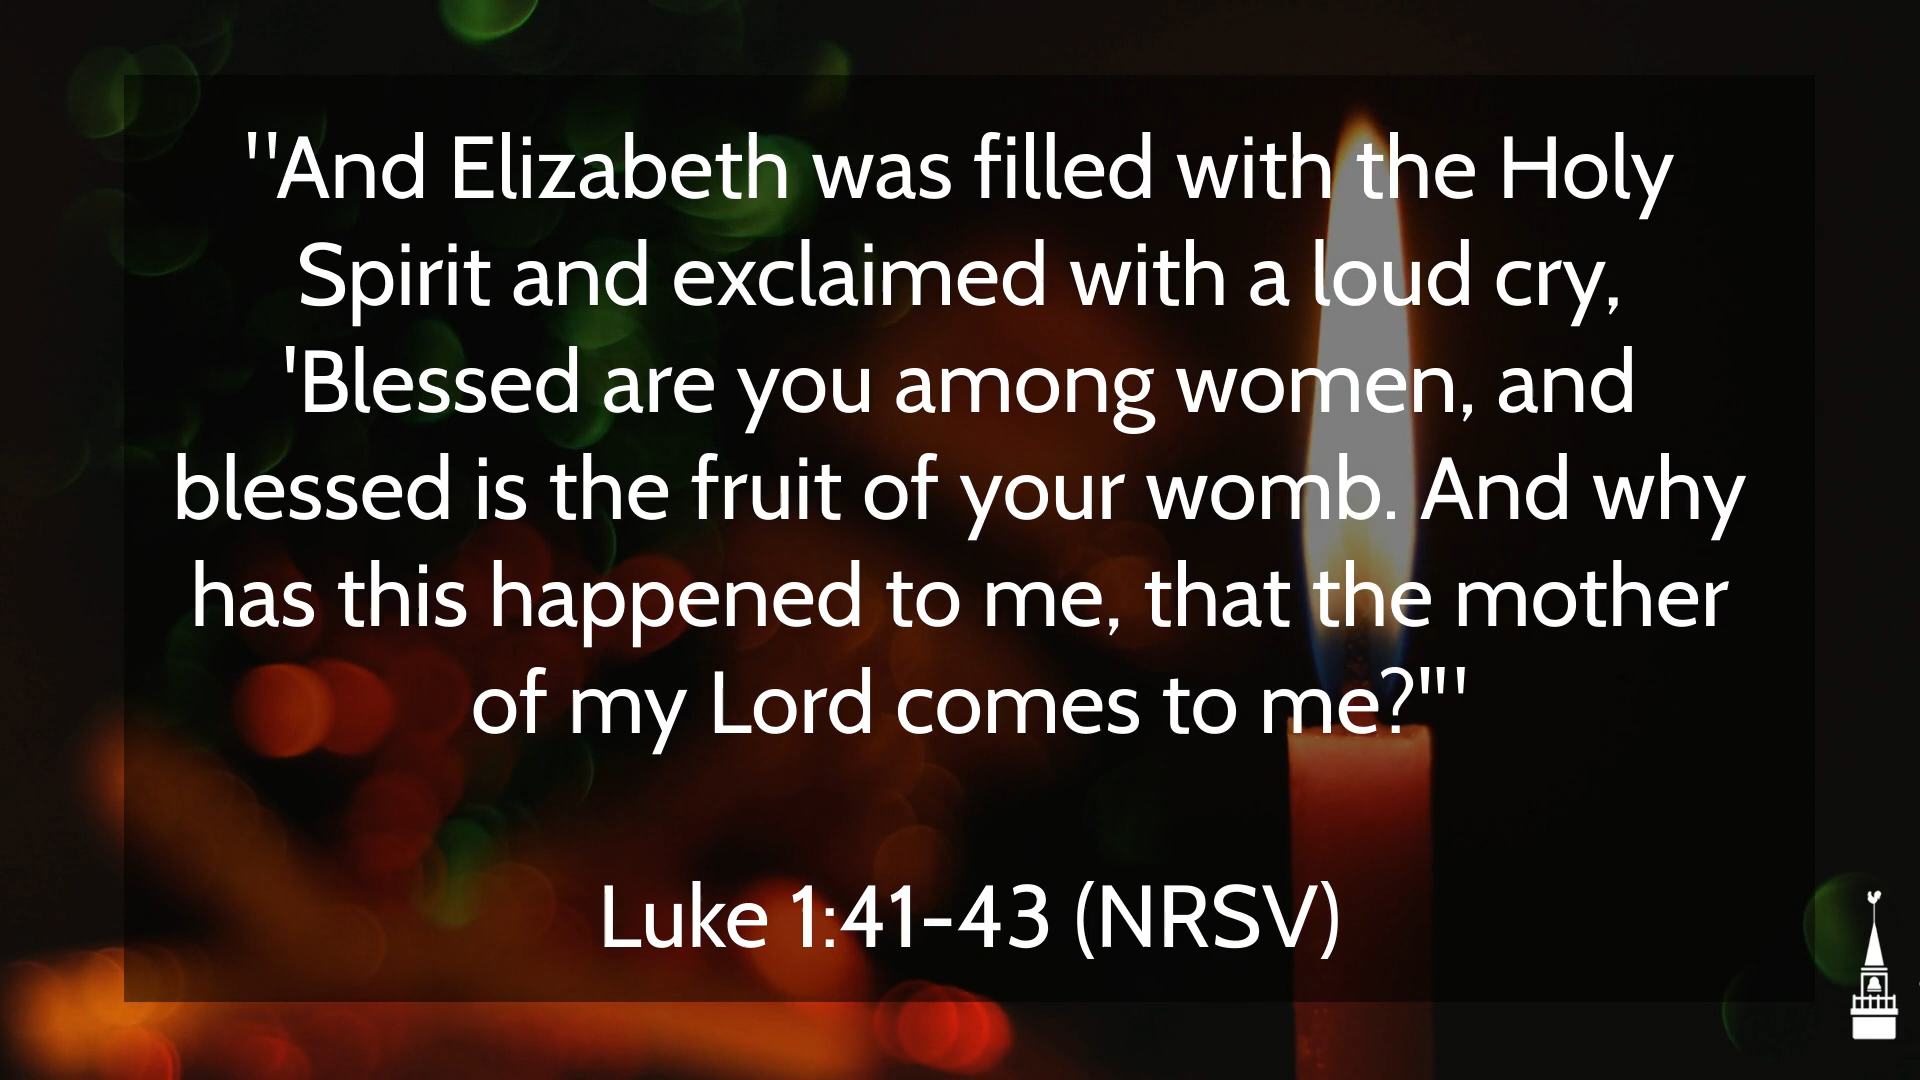 "And Elizabeth was filled with the Holy
Spirit and exclaimed with a loud cry,
'Blessed are you among women, and
blessed is the fruit of your womb. And why
has this happened to me, that the mother
of my Lord comes to me?"'
Luke 1:41-43 (NRSV)